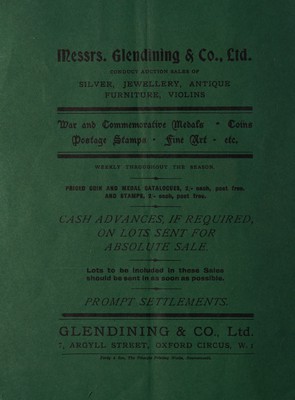 Messrs. Glendining & Co., Ltd.
CONDUCT AUCTION SALES OF
SILVER, JEWELLERY, ANTIQUE
FURNITURE, VIOLINS
War and Commemorative Medals - Coins
Postage Stamps - Fine Art - etc.
WEEKLY THROUGHOUT THE SEASON.
PRICED COIN AND MEDAL CATALOGUES, 2/- each, post free.
AND STAMPS, 1/- each, post free.
CASH ADVANCES, IF REQUIRED,
ON LOTS SENT FOR
ABSOLUTE SALE.
Lots to be included in these Sales
should be sent in as soon as possible.
PROMPT SETTLEMENTS.
GLENDINING & CO., Ltd.
7, ARGYLL STREET, OXFORD CIRCUS, W.1